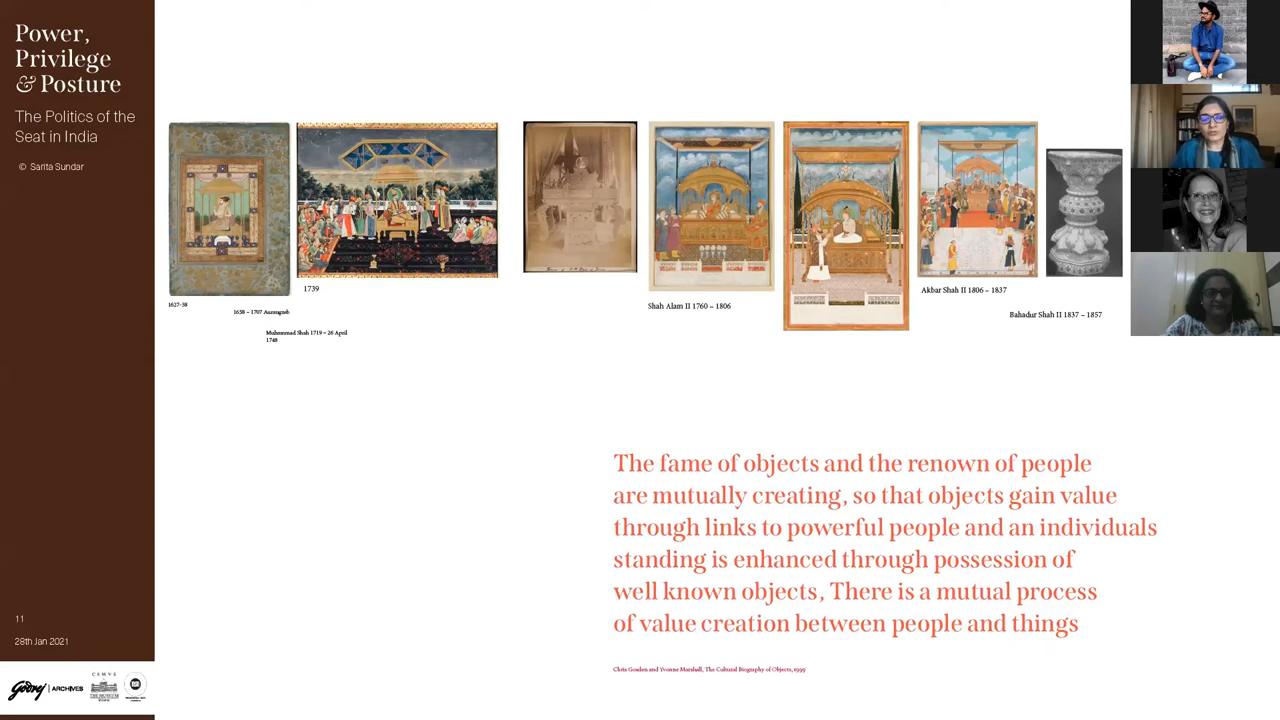 Power,
Privilege
& Posture
The Politics of the
Seat in India
© Sarita Sundar
1627-58
1658 – 1707 Aurangzeb
Muhammad Shah 1719 – 26 April
1748
1739
Shah Alam II 1760 – 1806
Akbar Shah II 1806 – 1837
Bahadur Shah II 1837 – 1857
The fame of objects and the renown of people
are mutually creating, so that objects gain value
through links to powerful people and an individuals
standing is enhanced through possession of
well known objects, There is a mutual process
of value creation between people and things
Chris Gosden and Yvonne Marshall, The Cultural Biography of Objects, 1999
11
28th Jan 2021
Godrej | ARCHIVES
CSMVS
THE MUSEUM